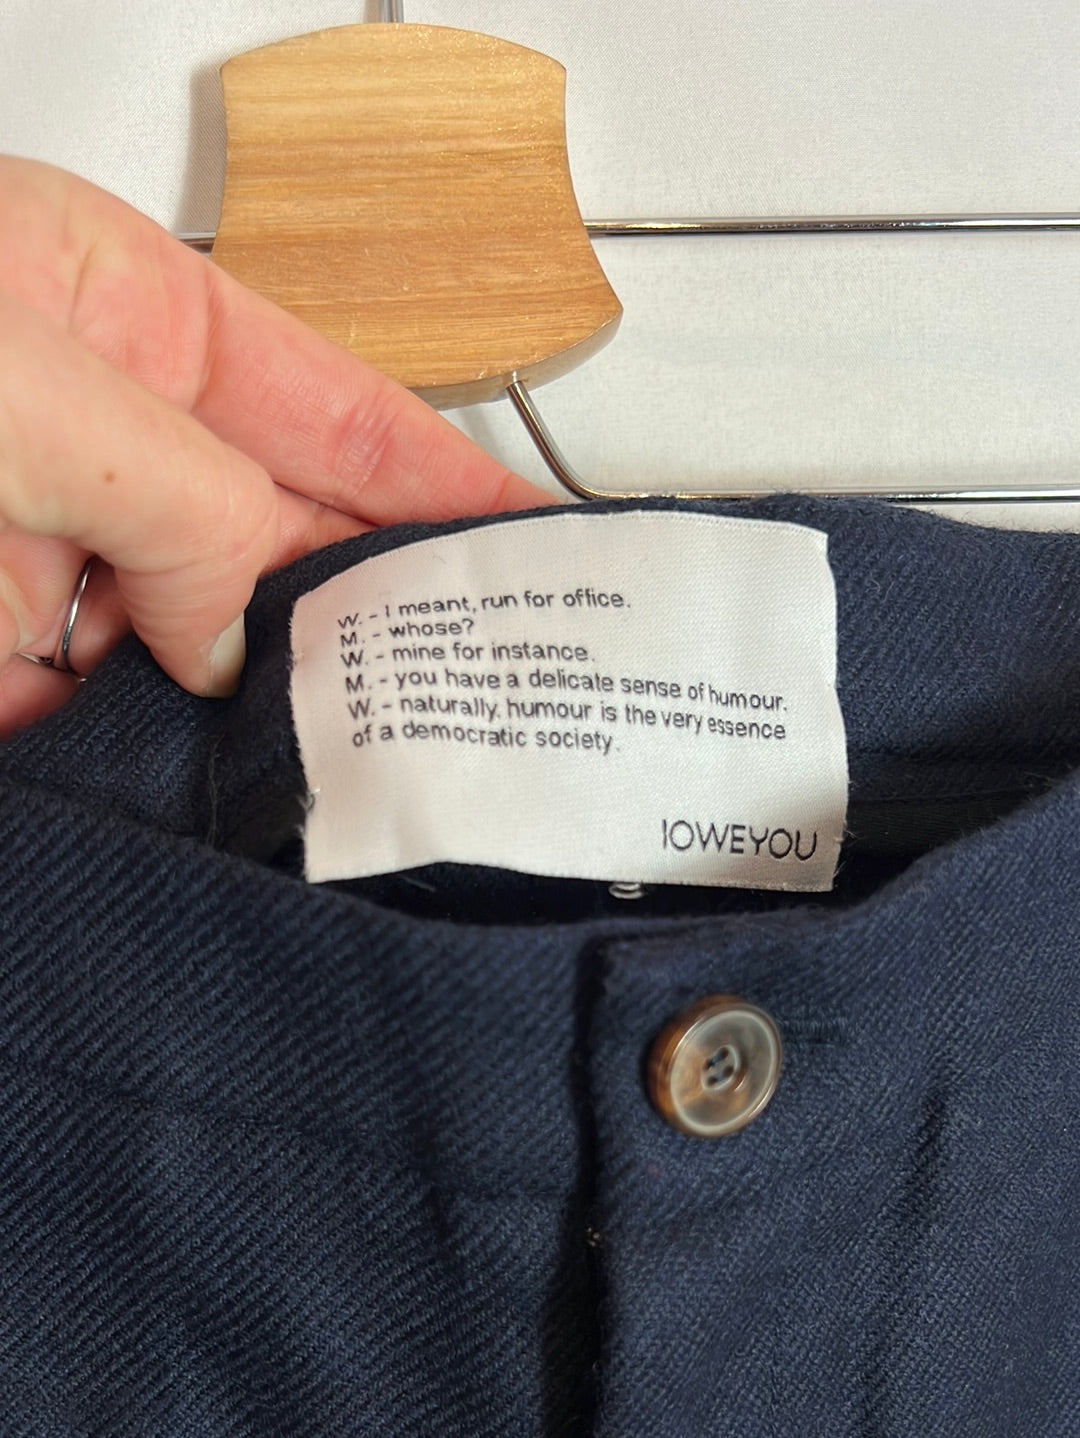 W. - I meant, run for office.
M. - whose?
W. - mine for instance.
M. - you have a delicate sense of humour.
W. - naturally. humour is the very essence
of a democratic society.
IOWEYOU